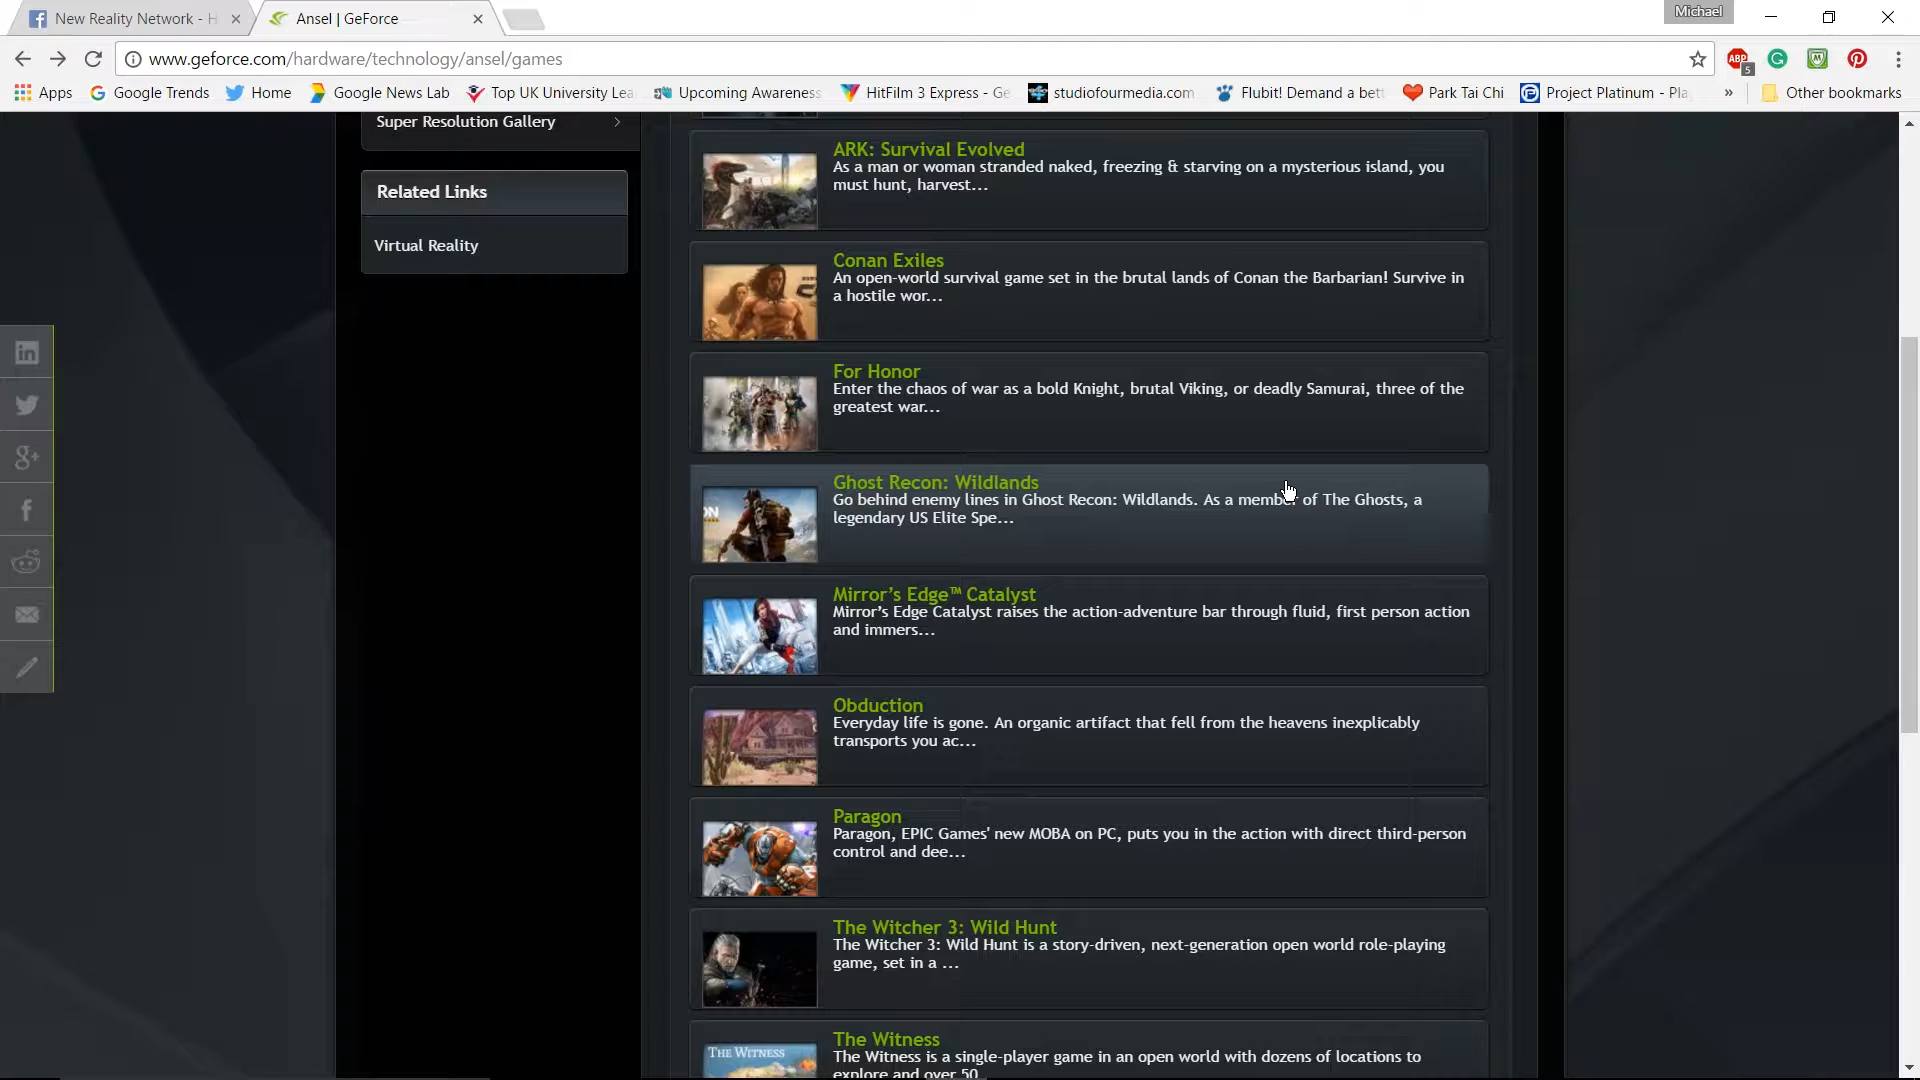 New Reality Network - H
Ansel | GeForce
Michael
www.geforce.com/hardware/technology/ansel/games
ABP
5
Apps
Google Trends
Home
Google News Lab
Top UK University Lea
Upcoming Awareness
HitFilm 3 Express - Ge
studiofourmedia.com
Flubit! Demand a bett
Park Tai Chi
Project Platinum - Pla
»
Other bookmarks
Super Resolution Gallery
Related Links
Virtual Reality
ARK: Survival Evolved
As a man or woman stranded naked, freezing & starving on a mysterious island, you
must hunt, harvest...
Conan Exiles
An open-world survival game set in the brutal lands of Conan the Barbarian! Survive in
a hostile wor...
For Honor
Enter the chaos of war as a bold Knight, brutal Viking, or deadly Samurai, three of the
greatest war...
Ghost Recon: Wildlands
Go behind enemy lines in Ghost Recon: Wildlands. As a member of The Ghosts, a
legendary US Elite Spe...
Mirror's Edge™ Catalyst
Mirror's Edge Catalyst raises the action-adventure bar through fluid, first person action
and immers...
Obduction
Everyday life is gone. An organic artifact that fell from the heavens inexplicably
transports you ac...
Paragon
Paragon, EPIC Games' new MOBA on PC, puts you in the action with direct third-person
control and dee...
The Witcher 3: Wild Hunt
The Witcher 3: Wild Hunt is a story-driven, next-generation open world role-playing
game, set in a ...
THE WITNESS
The Witness
The Witness is a single-player game in an open world with dozens of locations to
explore and over 50